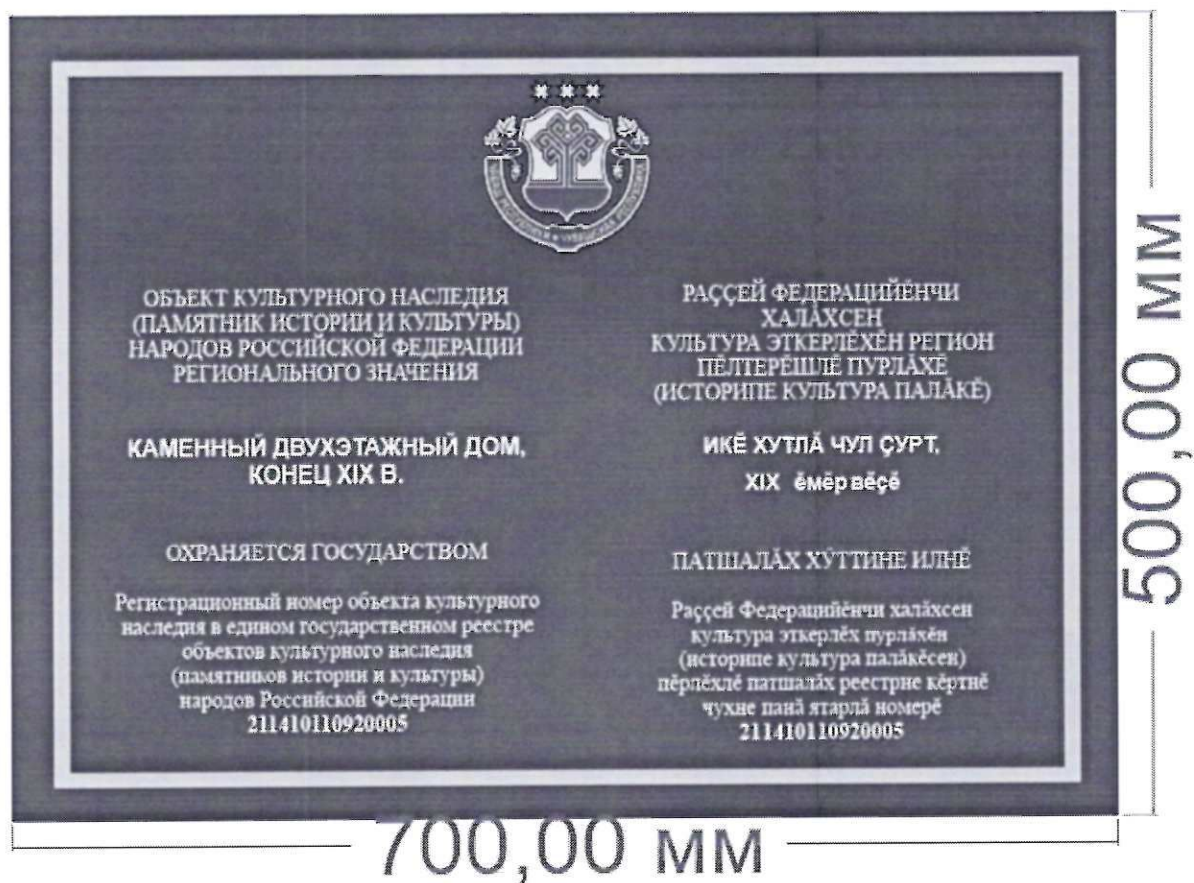 ОБЪЕКТ КУЛЬТУРНОГО НАСЛЕДИЯ
(ПАМЯТНИК ИСТОРИИ И КУЛЬТУРЫ)
НАРОДОВ РОССИЙСКОЙ ФЕДЕРАЦИИ
РЕГИОНАЛЬНОГО ЗНАЧЕНИЯ
КАМЕННЫЙ ДВУХЭТАЖНЫЙ ДОМ,
КОНЕЦ XIX В.
ОХРАНЯЕТСЯ ГОСУДАРСТВОМ
Регистрационный номер объекта культурного
наследия в едином государственном реестре
объектов культурного наследия
(памятников истории и культуры)
народов Российской Федерации
211410110920005
РАҪҪЕЙ ФЕДЕРАЦИЙӖНЧИ
ХАЛӐХСЕН
КУЛЬТУРА ЭТКЕРЛӖХӖН РЕГИОН
ПӖЛТЕРӖШЛӖ ПУРЛӐХӖ
(ИСТОРИПЕ КУЛЬТУРА ПАЛӐКӖ)
ИКӖ ХУТЛӐ ЧУЛ ҪУРТ,
XIX ӗмӗр вӗҫӗ
ПАТШАЛӐХ ХӲТТИНЕ ИЛНӖ
Раҫҫей Федерацийӗнчи халӑхсен
культура эткерлӗх пурлӑхӗн
(историпе культура палӑкӗсен)
пӗрлӗхлӗ патшалӑх реестрне кӗртнӗ
чухне панӑ ятарлӑ номерӗ
211410110920005
500,00 мм
700,00 мм